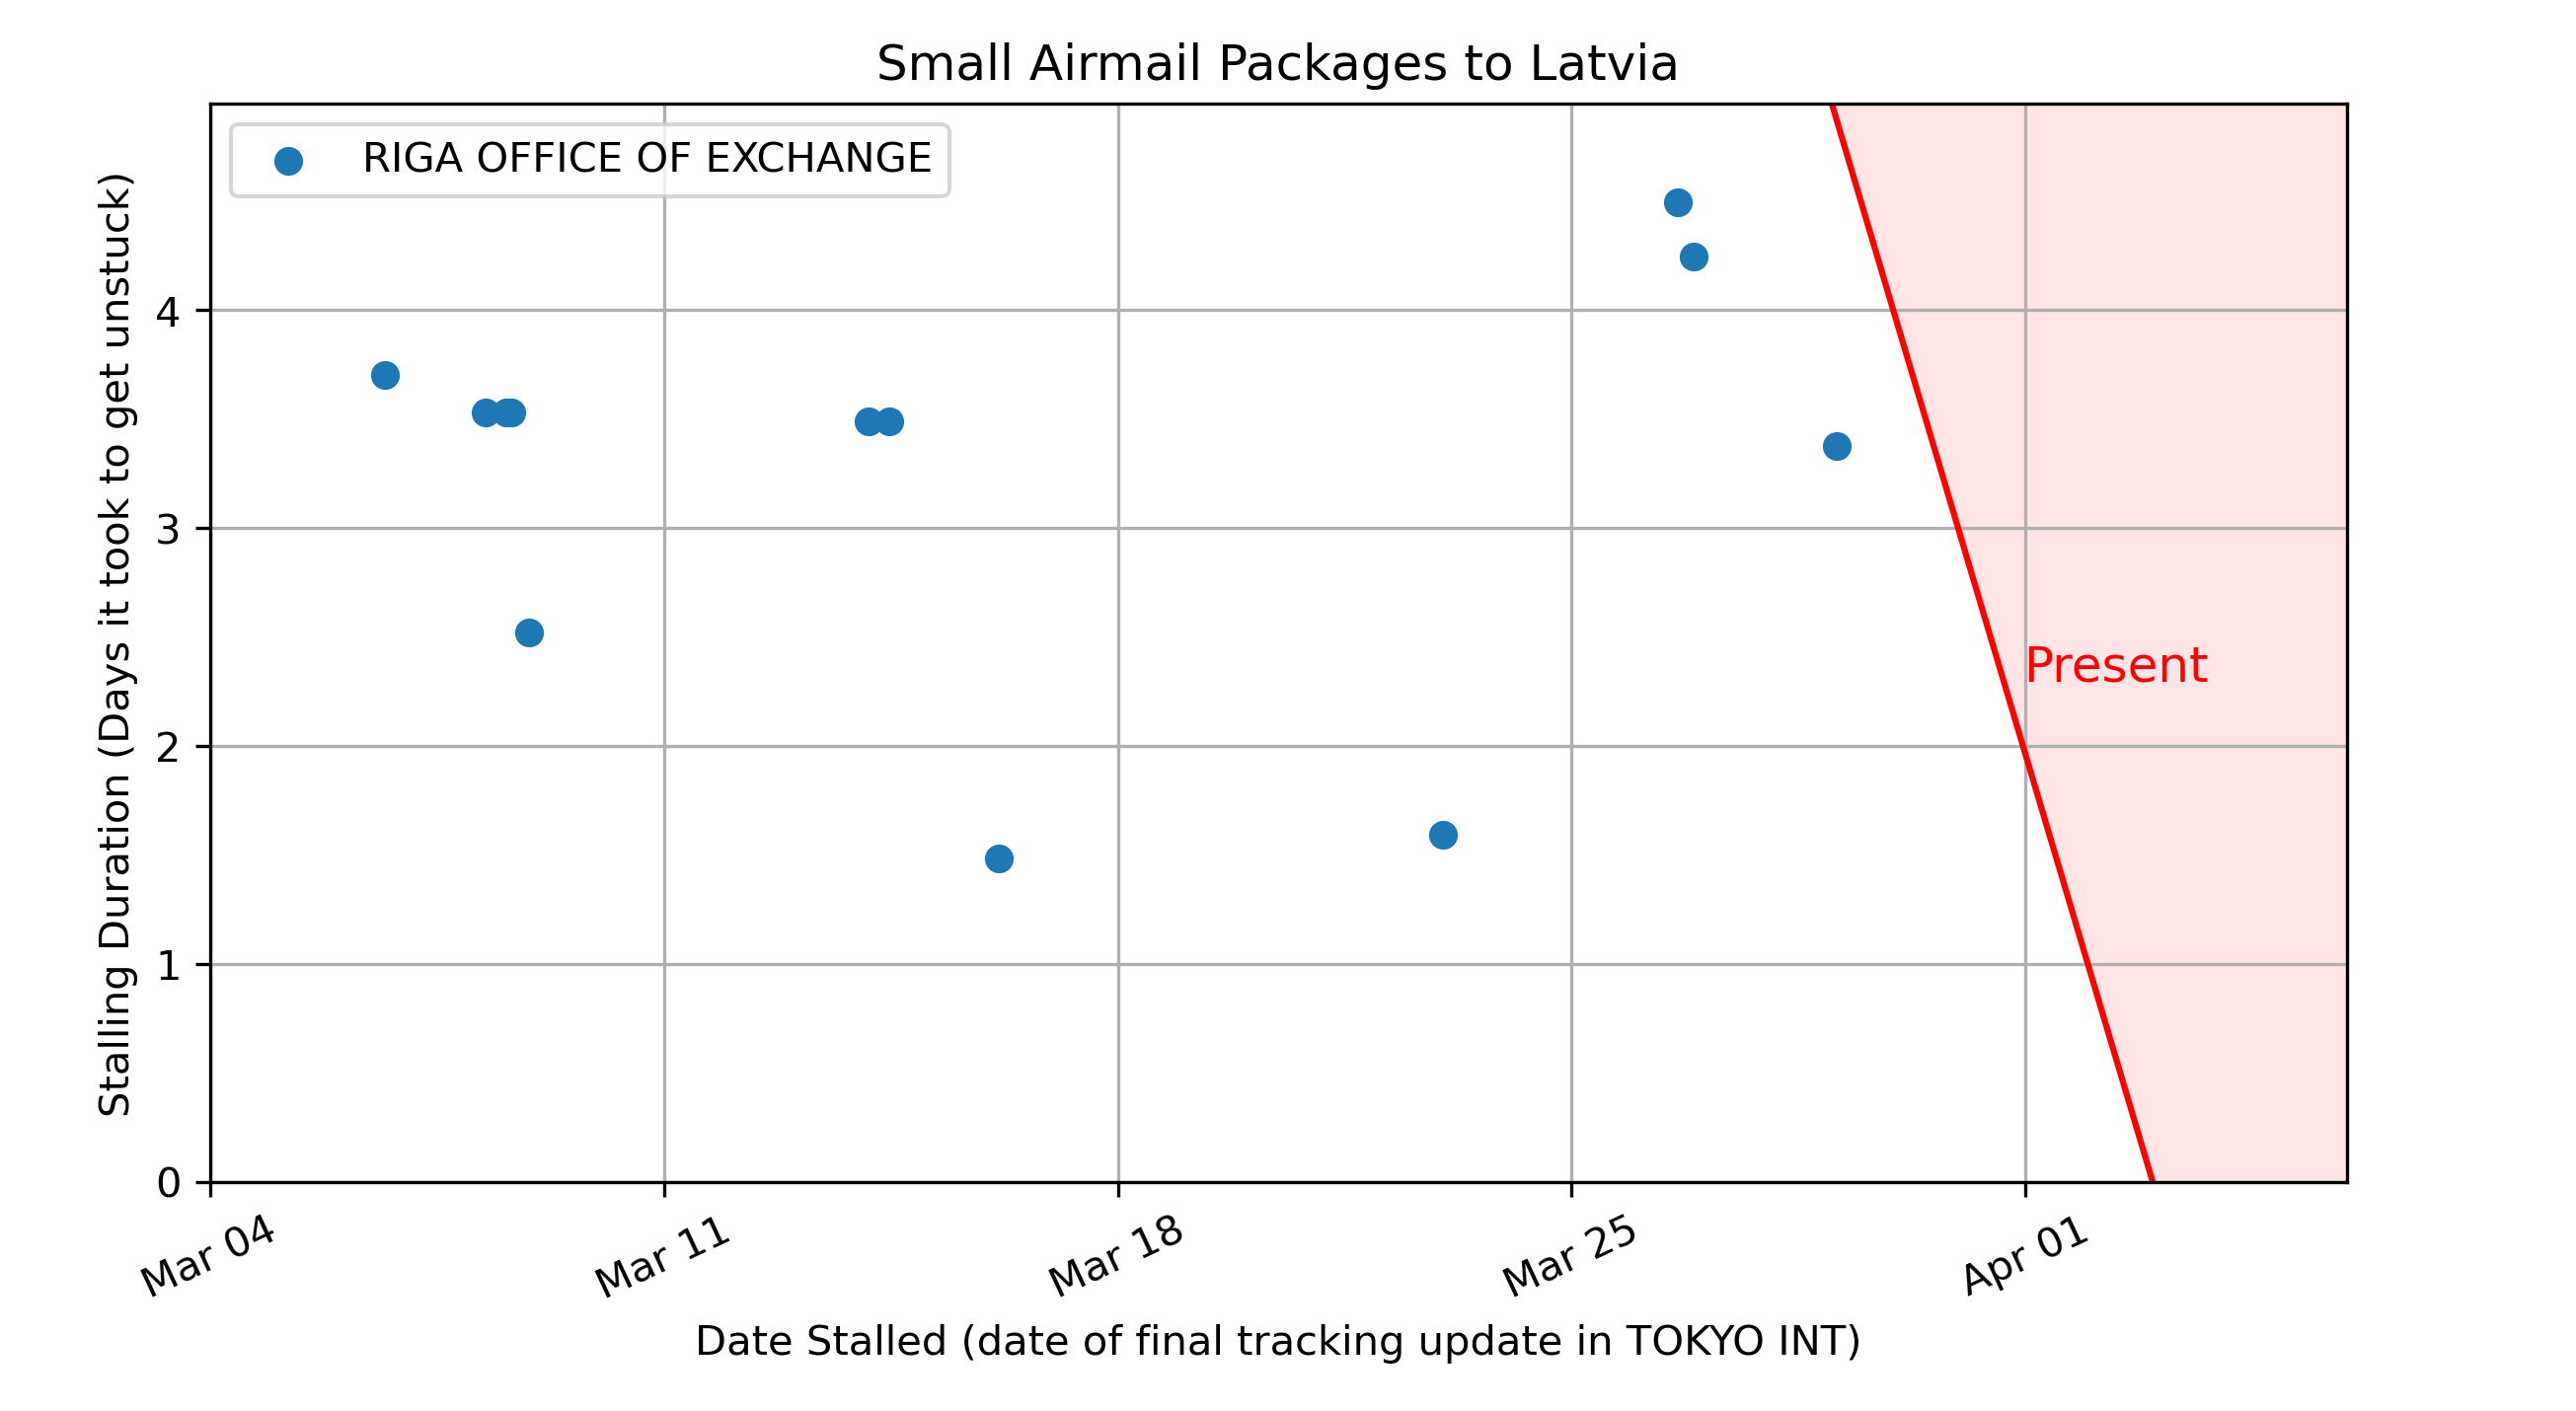 Small Airmail Packages to Latvia
RIGA OFFICE OF EXCHANGE
Stalling Duration (Days it took to get unstuck)
4
3
2
1
0
Present
Mar 04
Mar 11
Mar 18
Mar 25
Apr 01
Date Stalled (date of final tracking update in TOKYO INT)